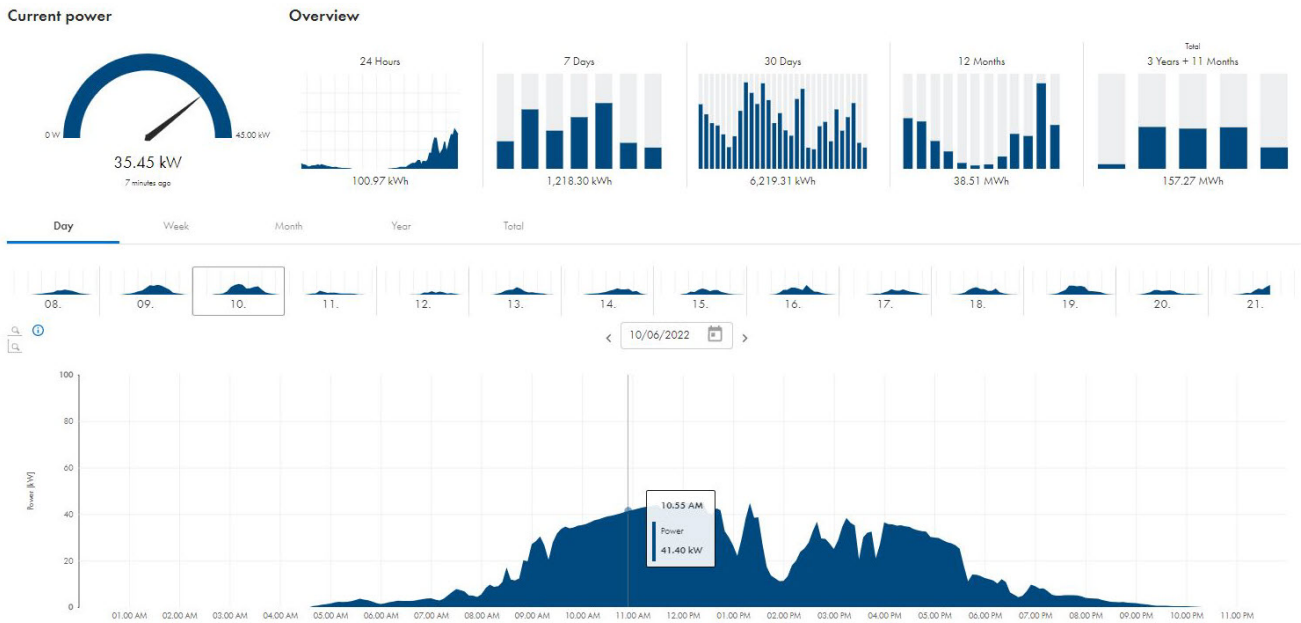 Current power
Overview
0 W
45.00 kW
35.45 kW
7 minutes ago
24 Hours
100.97 kWh
7 Days
1,218.30 kWh
30 Days
6,219.31 kWh
12 Months
38.51 MWh
Total
3 Years + 11 Months
157.27 MWh
Day Week Month Year Total
08. 09. 10. 11. 12. 13. 14. 15. 16. 17. 18. 19. 20. 21.
10/06/2022
Power [kW]
100
80
60
40
20
0
10.55 AM
Power
41.40 kW
01.00 AM 02.00 AM 03.00 AM 04.00 AM 05.00 AM 06.00 AM 07.00 AM 08.00 AM 09.00 AM 10.00 AM 11.00 AM 12.00 PM 01.00 PM 02.00 PM 03.00 PM 04.00 PM 05.00 PM 06.00 PM 07.00 PM 08.00 PM 09.00 PM 10.00 PM 11.00 PM